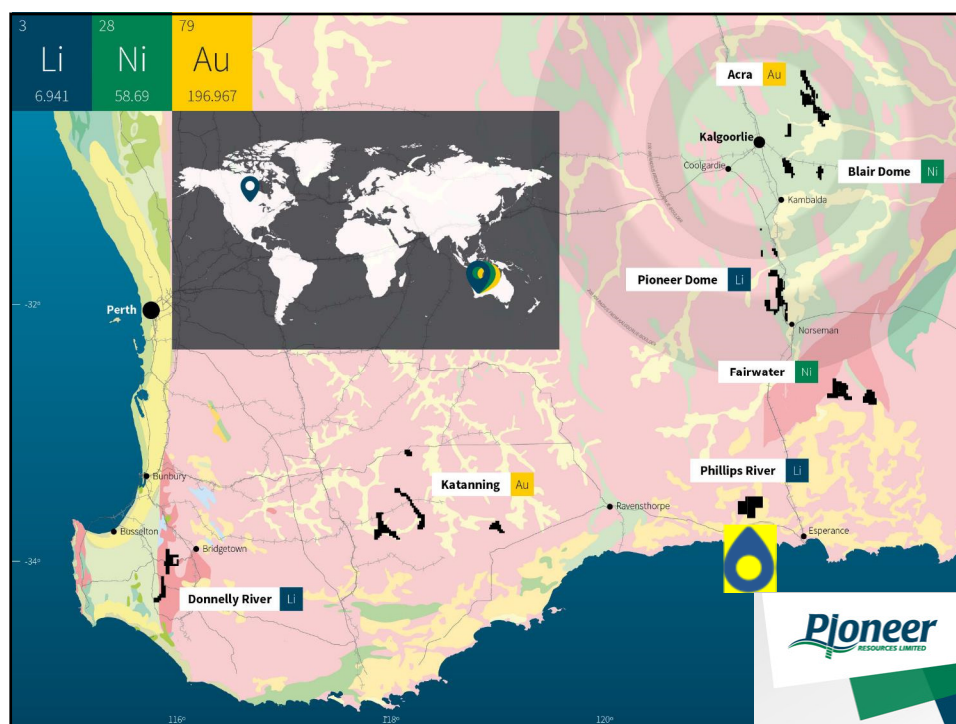 3 28 79
Li Ni Au
6.941 58.69 196.967
Acra Au
Kalgoorlie
Coolgardie
Blair Dome Ni
Kambalda
Pioneer Dome Li
-32°
Perth
Norseman
Fairwater Ni
Phillips River Li
Katanning Au
Bunbury
Ravensthorpe
Busselton
Esperance
Bridgetown
-34°
Donnelly River Li
Pioneer
RESOURCES LIMITED
116° 118° 120°